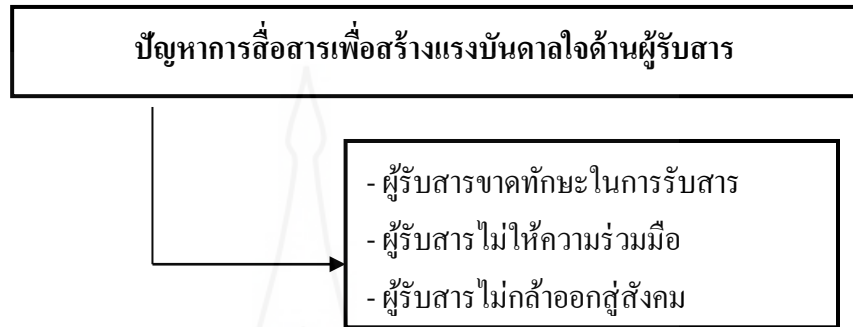 ปัญหาการสื่อสารเพื่อสร้างแรงบันดาลใจด้านผู้รับสาร
- ผู้รับสารขาดทักษะในการรับสาร
- ผู้รับสารไม่ให้ความร่วมมือ
- ผู้รับสารไม่กล้าออกสู่สังคม